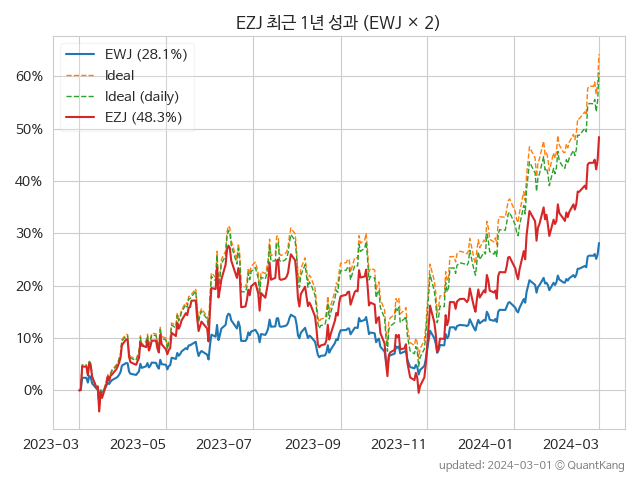 EZJ 최근 1년 성과 (EWJ × 2)
EWJ (28.1%)
Ideal
Ideal (daily)
EZJ (48.3%)
60%
50%
40%
30%
20%
10%
0%
2023−03 2023−05 2023−07 2023−09 2023−11 2024−01 2024−03
updated: 2024-03-01 © QuantKang